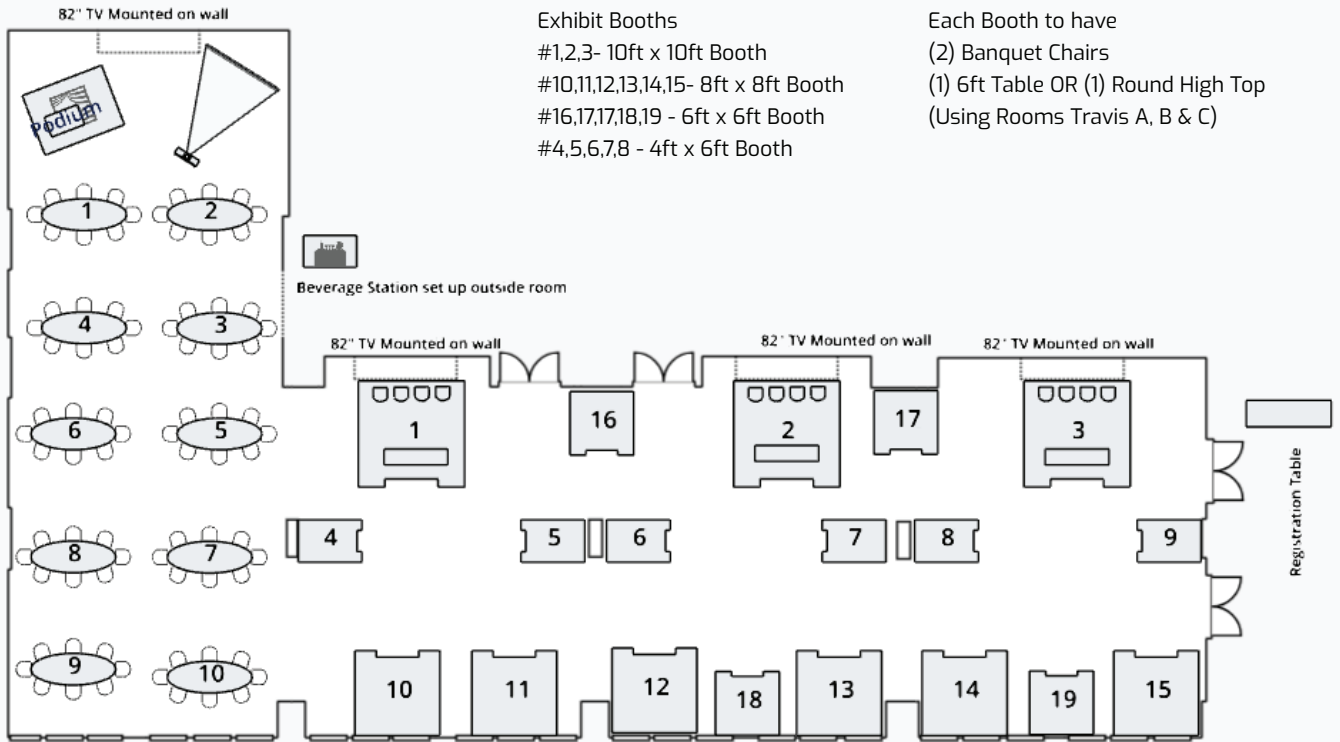 82" TV Mounted on wall
Exhibit Booths
#1,2,3- 10ft x 10ft Booth
#10,11,12,13,14,15- 8ft x 8ft Booth
#16,17,17,18,19 - 6ft x 6ft Booth
#4,5,6,7,8 - 4ft x 6ft Booth
Each Booth to have
(2) Banquet Chairs
(1) 6ft Table OR (1) Round High Top
(Using Rooms Travis A, B & C)
Podium
1
2
Beverage Station set up outside room
4
3
82" TV Mounted on wall
82" TV Mounted on wall
82" TV Mounted on wall
6
5
1
16
2
17
3
Registration Table
8
7
4
5
6
7
8
9
9
10
10
11
12
18
13
14
19
15